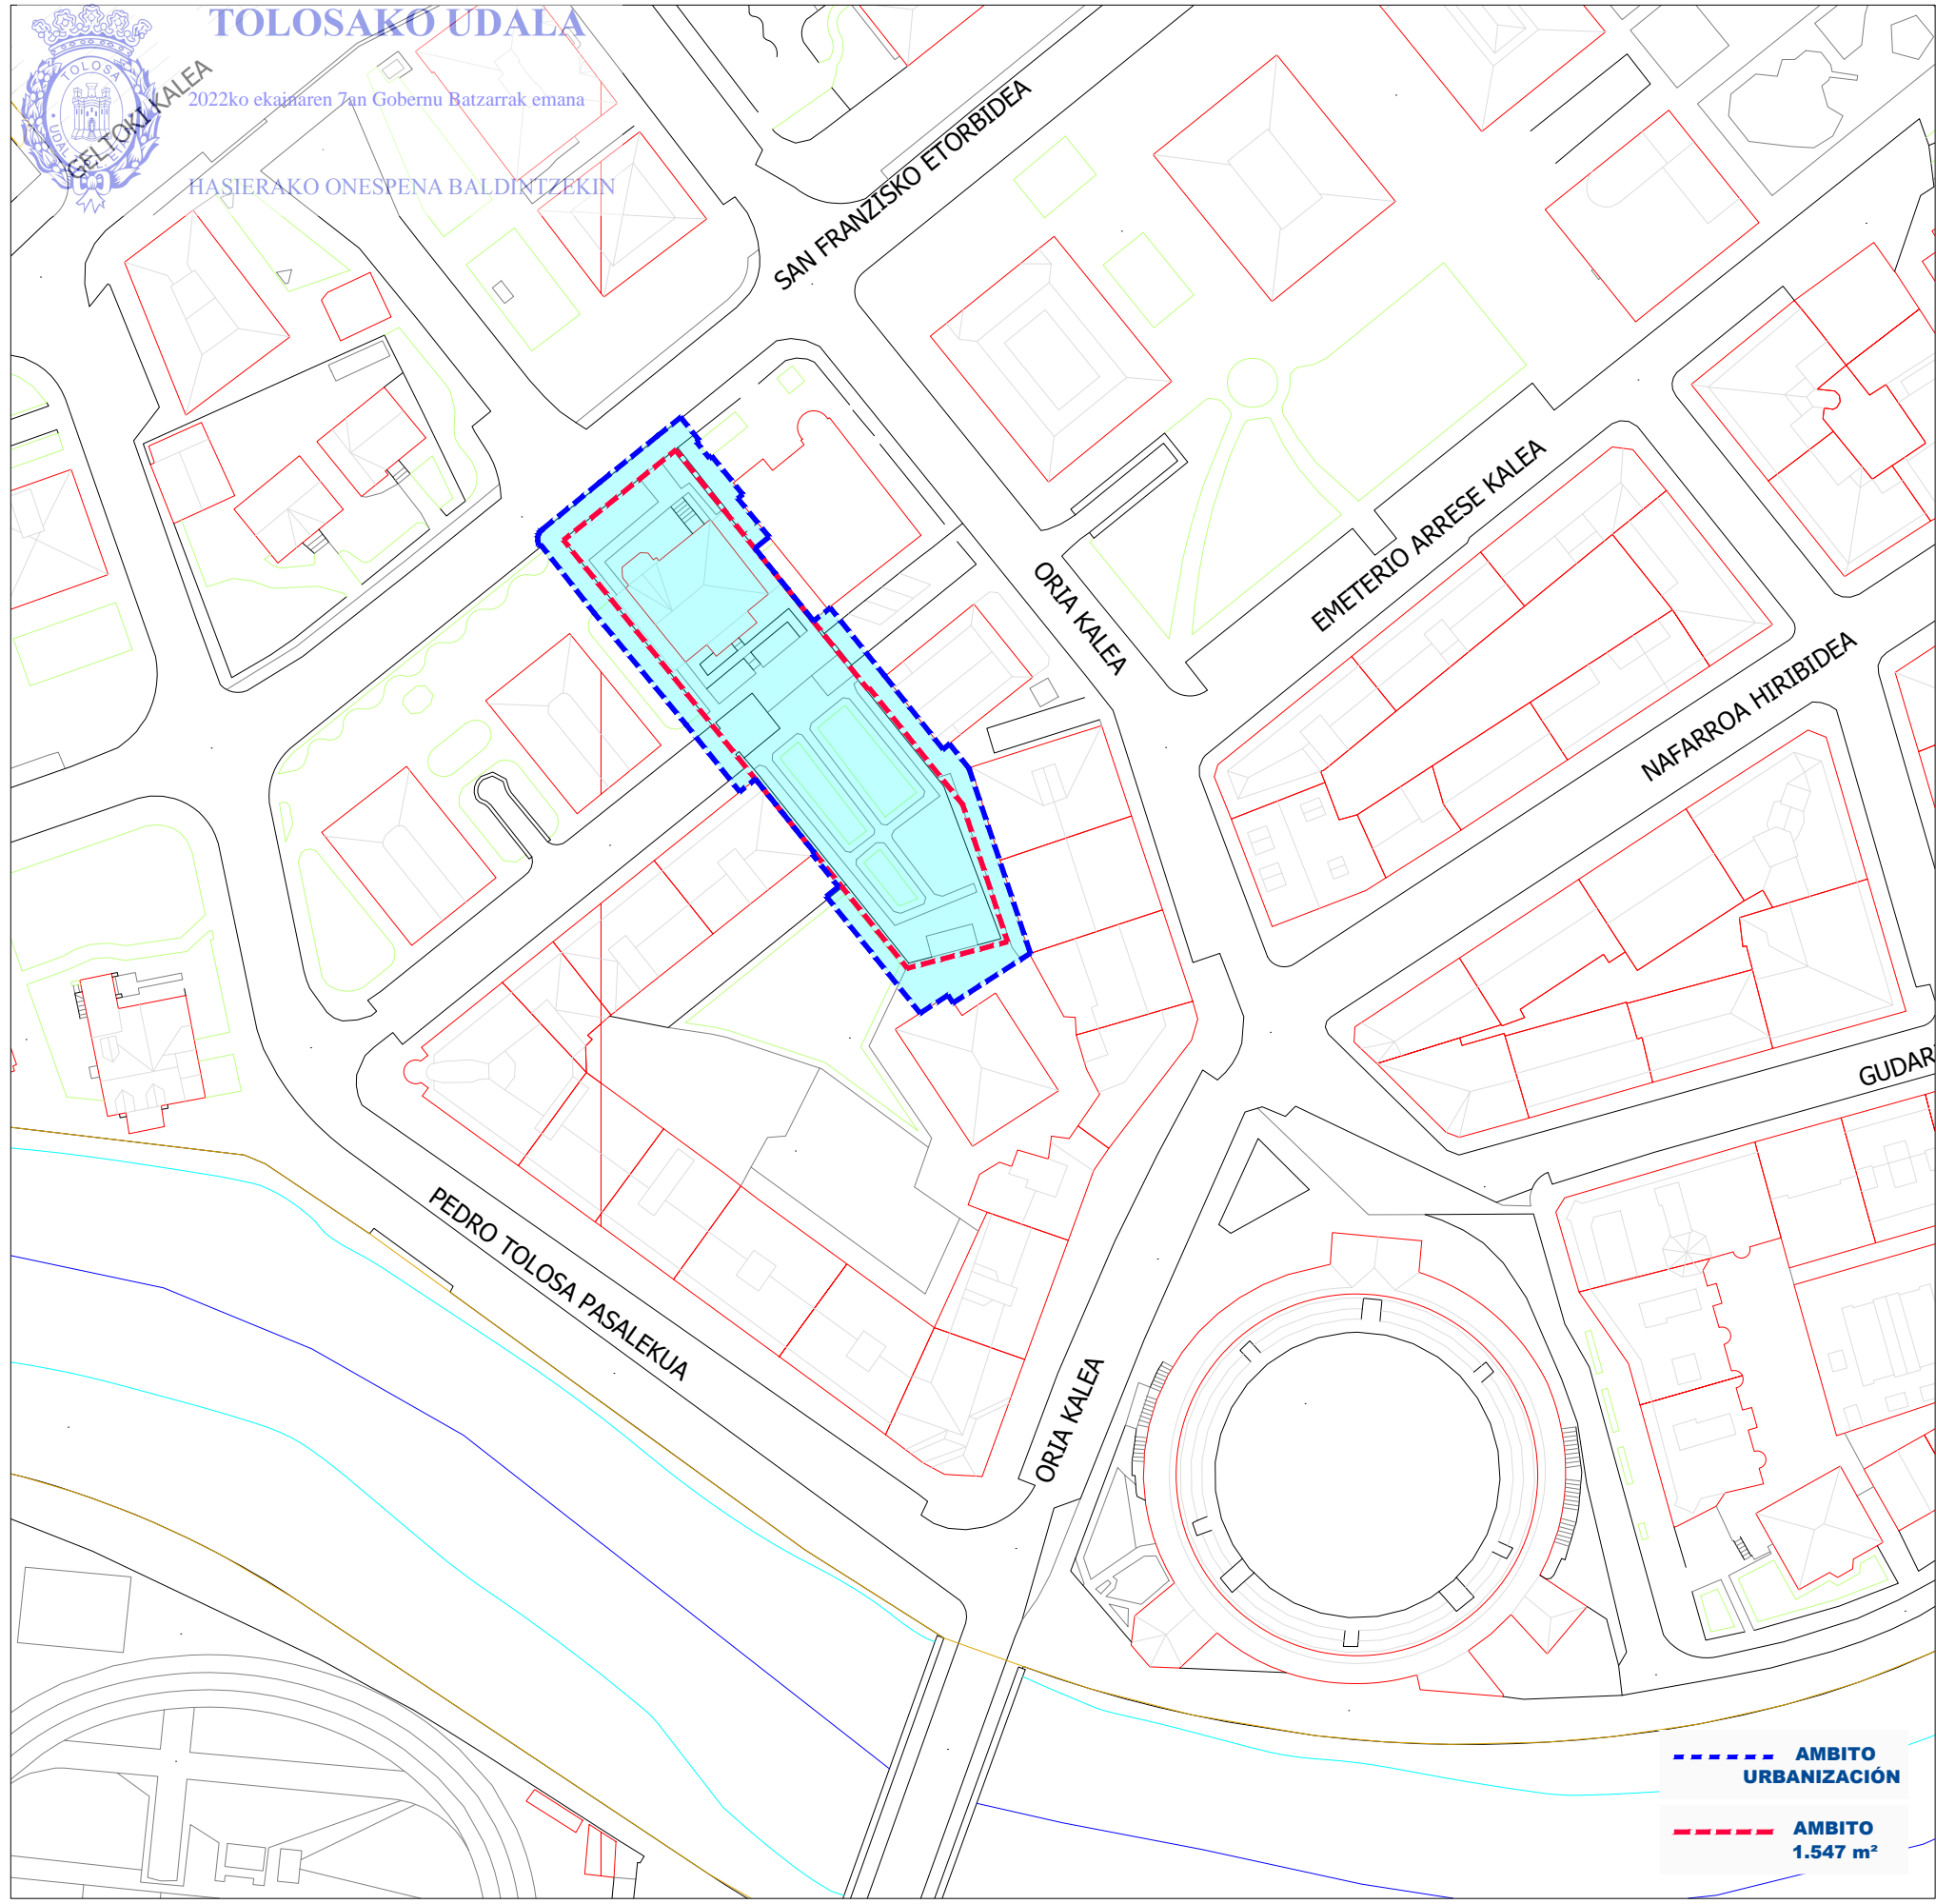 TOLOSAKO UDALA
TOLOSA
GELTOKI KALEA
2022ko ekainaren 7an Gobernu Batzarrak emana
HASIERAKO ONESPENA BALDINTZEKIN
SAN FRANZISKO ETORBIDEA
ORIA KALEA
EMETERIO ARRESE KALEA
NAFARROA HIRIBIDEA
GUDAR
PEDRO TOLOSA PASALEKUA
ORIA KALEA
AMBITO
URBANIZACIÓN
AMBITO
1.547 m²